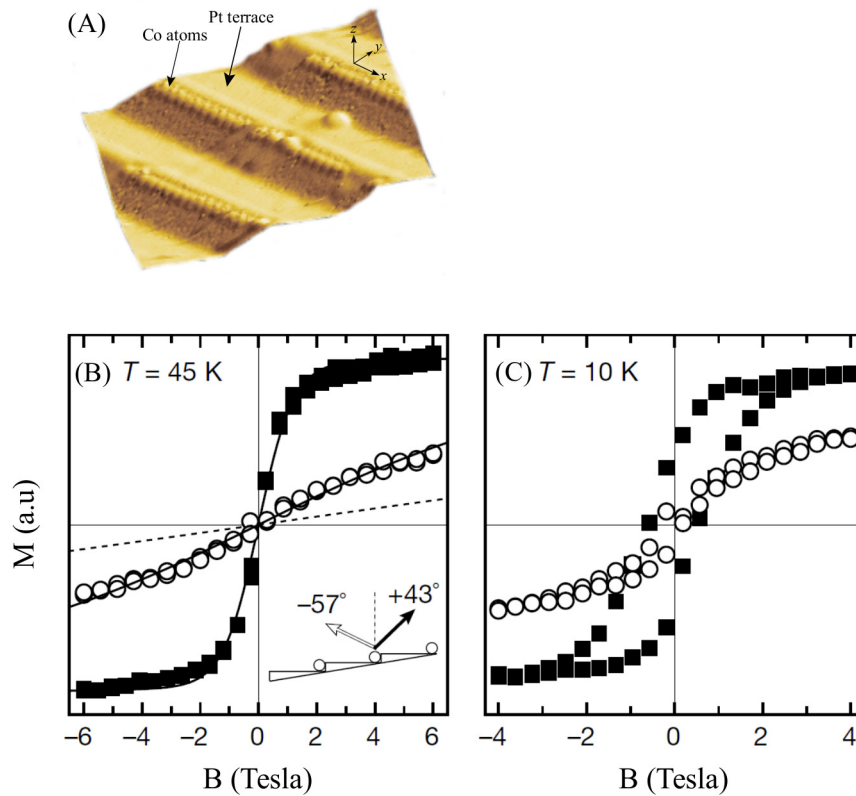 (A)
Pt terrace
Co atoms
z
y
x
(B) T = 45 K
−57°
+43°
−6 −4 −2 0 2 4 6
B (Tesla)
M (a.u)
(C) T = 10 K
−4 −2 0 2 4
B (Tesla)